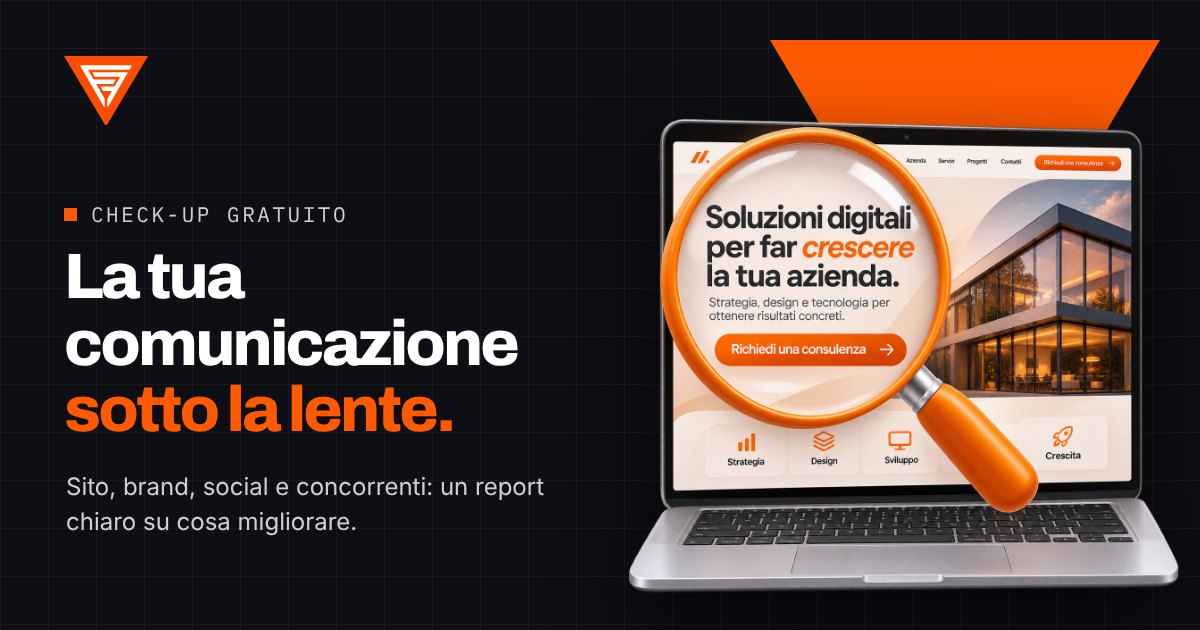 CHECK-UP GRATUITO
La tua
comunicazione
sotto la lente.
Sito, brand, social e concorrenti: un report
chiaro su cosa migliorare.
Azienda Servizi Progetti Contatti Richiedi una consulenza
Soluzioni digitali
per far crescere
la tua azienda.
Strategia, design e tecnologia per
ottenere risultati concreti.
Richiedi una consulenza
Strategia Design Sviluppo Crescita